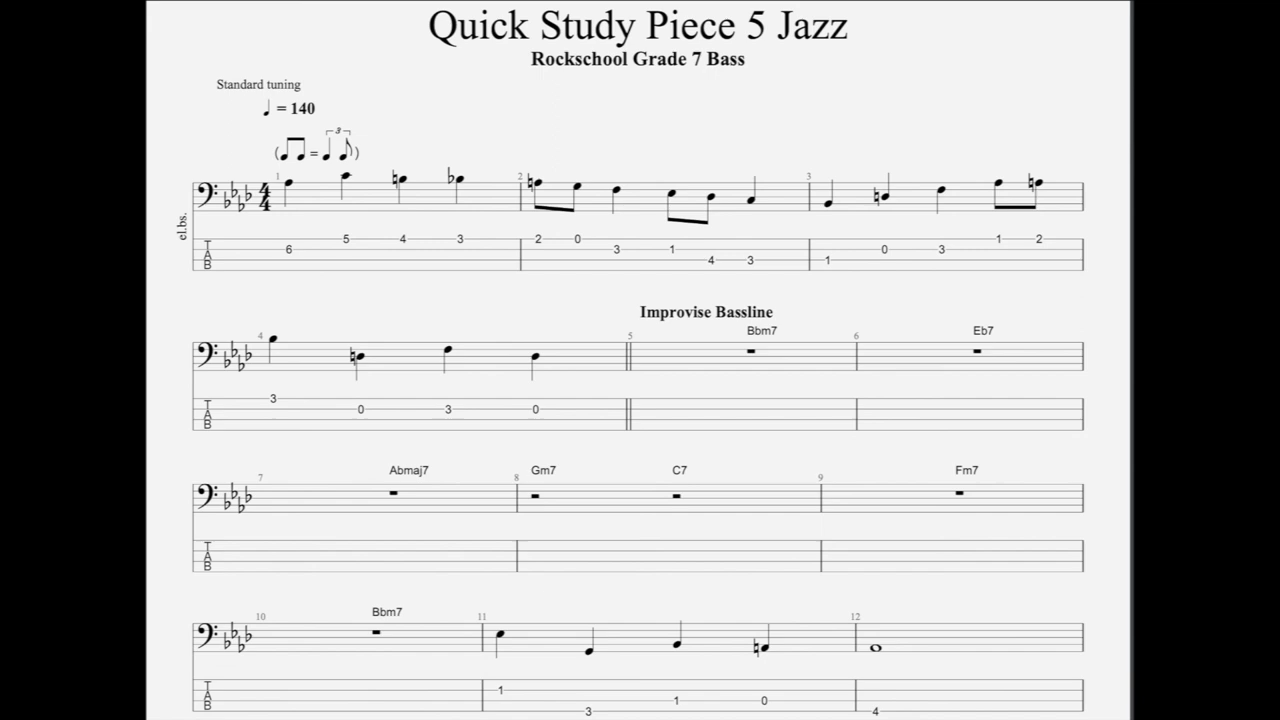 Quick Study Piece 5 Jazz
Rockschool Grade 7 Bass
Standard tuning
♩ = 140
(♫ = ♩♪ 3)
el.bs.
4/4
1 2 3
T A B
6 5 4 3 2 0 3 1 4 3 1 0 3 1 2
Improvise Bassline
4 5 Bbm7 6 Eb7
T A B
3 0 3 0
7 Abmaj7 8 Gm7 C7 9 Fm7
T A B
10 Bbm7 11 12
T A B
1 3 1 0 4